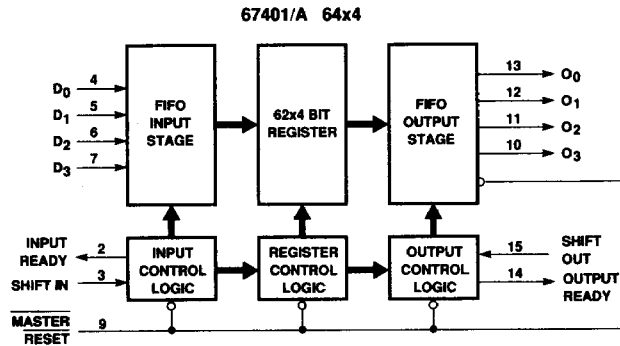 67401/A 64x4
D0 4
D1 5
D2 6
D3 7
FIFO
INPUT
STAGE
62x4 BIT
REGISTER
FIFO
OUTPUT
STAGE
13 O0
12 O1
11 O2
10 O3
INPUT
READY
2
SHIFT IN
3
INPUT
CONTROL
LOGIC
REGISTER
CONTROL
LOGIC
OUTPUT
CONTROL
LOGIC
15
SHIFT
OUT
14
OUTPUT
READY
MASTER
RESET
9